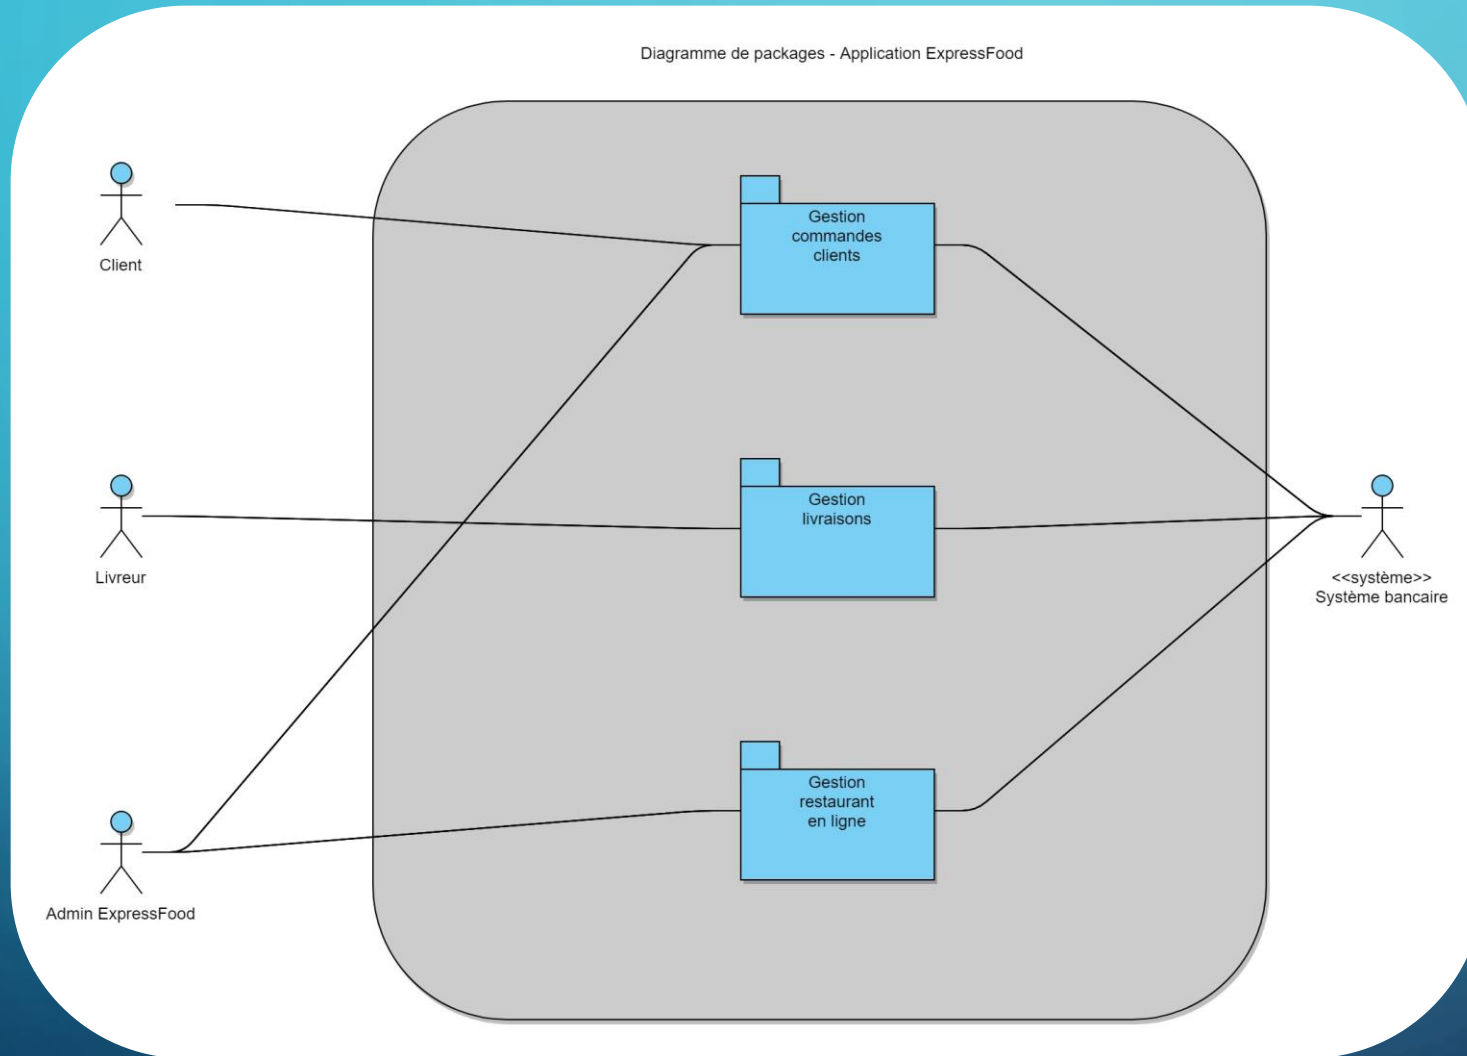 Diagramme de packages - Application ExpressFood
Client
Gestion
commandes
clients
Livreur
Gestion
livraisons
<<système>>
Système bancaire
Gestion
restaurant
en ligne
Admin ExpressFood